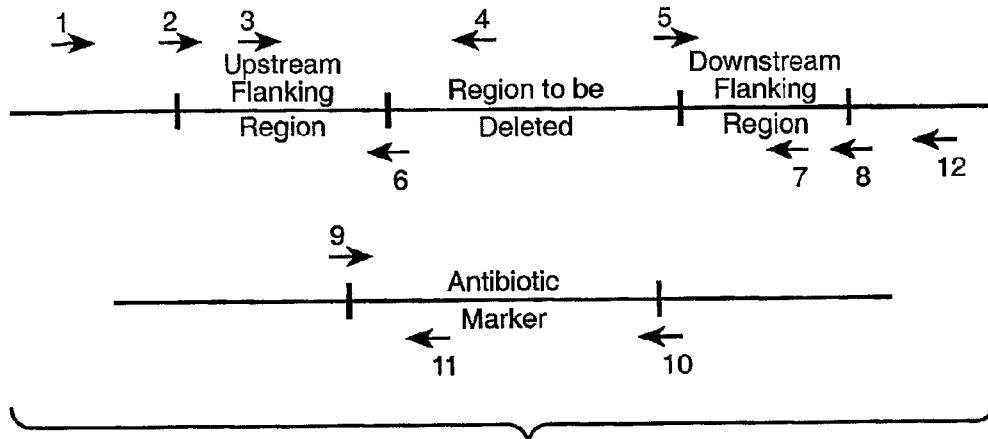 1 2 3 4 5
Upstream Downstream
Flanking Region to be Flanking
Region Deleted Region
6 7 8 12
9
Antibiotic
Marker
11 10